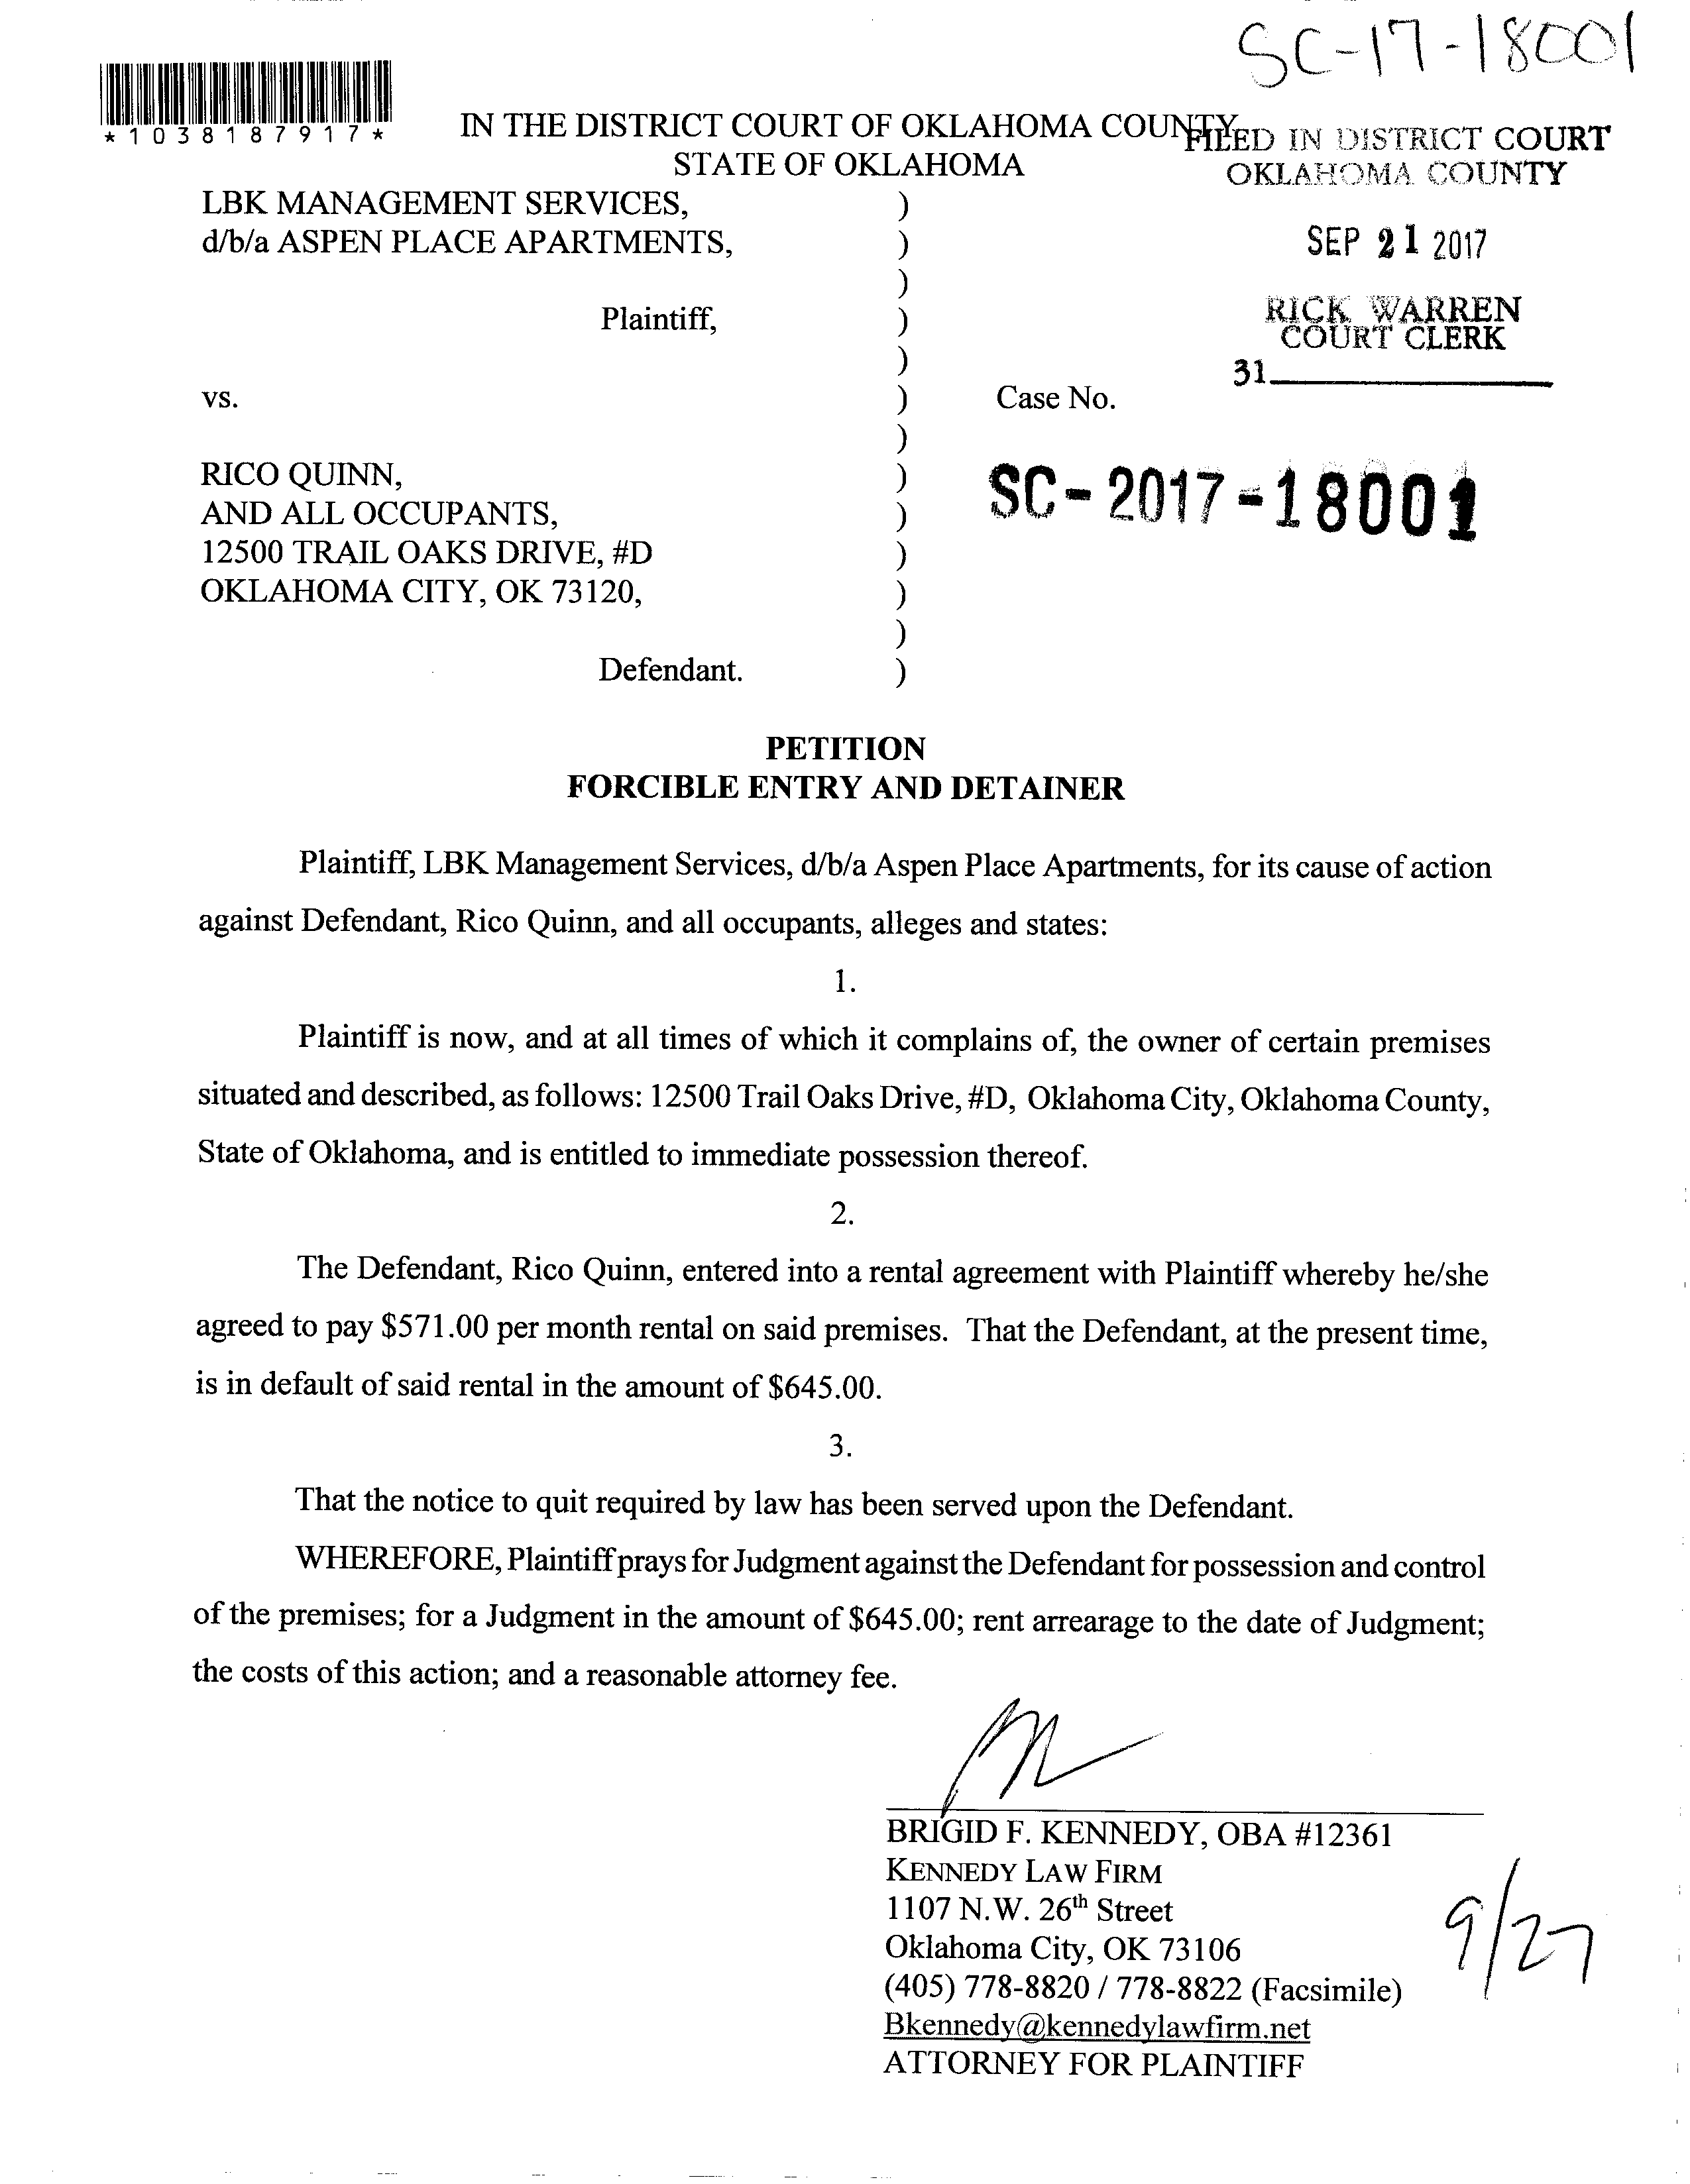 SC-17-18001
*1038187917*
IN THE DISTRICT COURT OF OKLAHOMA COUNTY
STATE OF OKLAHOMA
FILED IN DISTRICT COURT
OKLAHOMA COUNTY
SEP 21 2017
RICK WARREN
COURT CLERK
31
LBK MANAGEMENT SERVICES, )
d/b/a ASPEN PLACE APARTMENTS, )
)
Plaintiff, )
)
vs. ) Case No.
)
RICO QUINN, ) SC-2017-18001
AND ALL OCCUPANTS, )
12500 TRAIL OAKS DRIVE, #D )
OKLAHOMA CITY, OK 73120, )
)
Defendant. )
PETITION
FORCIBLE ENTRY AND DETAINER
Plaintiff, LBK Management Services, d/b/a Aspen Place Apartments, for its cause of action
against Defendant, Rico Quinn, and all occupants, alleges and states:
1.
Plaintiff is now, and at all times of which it complains of, the owner of certain premises
situated and described, as follows: 12500 Trail Oaks Drive, #D, Oklahoma City, Oklahoma County,
State of Oklahoma, and is entitled to immediate possession thereof.
2.
The Defendant, Rico Quinn, entered into a rental agreement with Plaintiff whereby he/she
agreed to pay $571.00 per month rental on said premises. That the Defendant, at the present time,
is in default of said rental in the amount of $645.00.
3.
That the notice to quit required by law has been served upon the Defendant.
WHEREFORE, Plaintiff prays for Judgment against the Defendant for possession and control
of the premises; for a Judgment in the amount of $645.00; rent arrearage to the date of Judgment;
the costs of this action; and a reasonable attorney fee.
BRIGID F. KENNEDY, OBA #12361
KENNEDY LAW FIRM
1107 N.W. 26th Street
Oklahoma City, OK 73106
(405) 778-8820 / 778-8822 (Facsimile)
Bkennedy@kennedylawfirm.net
ATTORNEY FOR PLAINTIFF
9/27